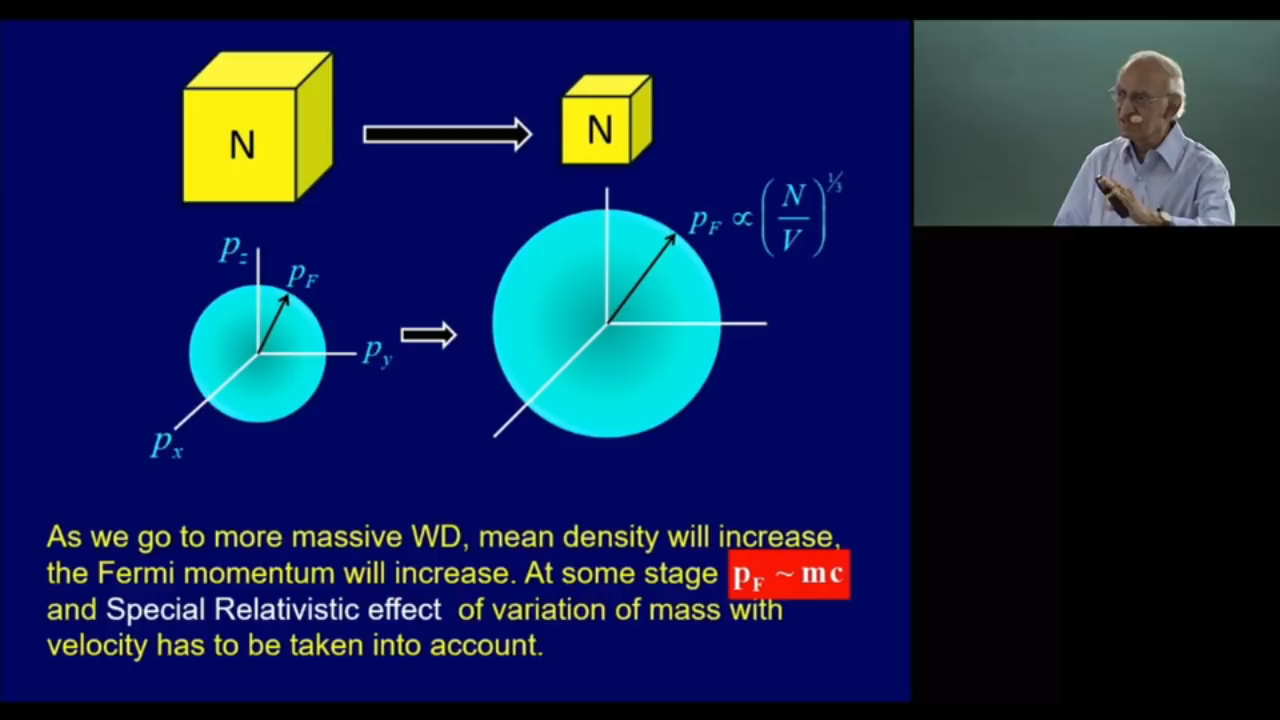 N
N
p_F ∝ (N/V)^{1/3}
p_z
p_F
p_y
p_x
As we go to more massive WD, mean density will increase,
the Fermi momentum will increase. At some stage p_F ~ mc
and Special Relativistic effect of variation of mass with
velocity has to be taken into account.